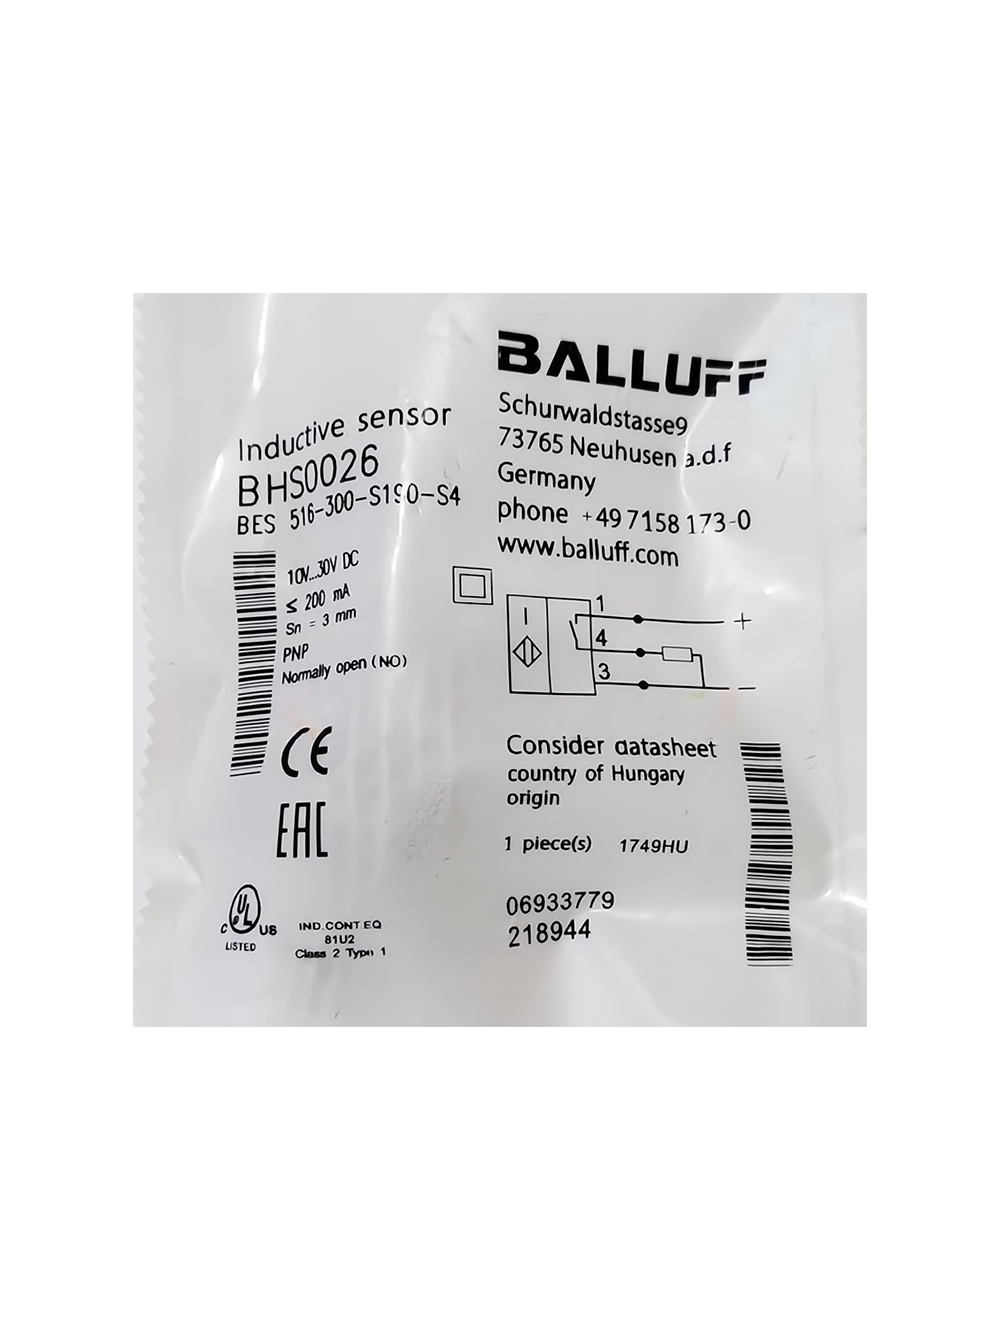 Inductive sensor
BHS0026
BES 516-300-S190-S4
10V...30V DC
≤ 200 mA
Sn = 3 mm
PNP
Normally open (NO)
CE
EAC
C UL US
LISTED
IND.CONT.EQ
81U2
Class 2 Type 1
BALLUFF
Schurwaldstasse9
73765 Neuhusen a.d.f
Germany
phone +49 7158 173-0
www.balluff.com
1
+
4
3
–
Consider datasheet
country of Hungary
origin
1 piece(s) 1749HU
06933779
218944